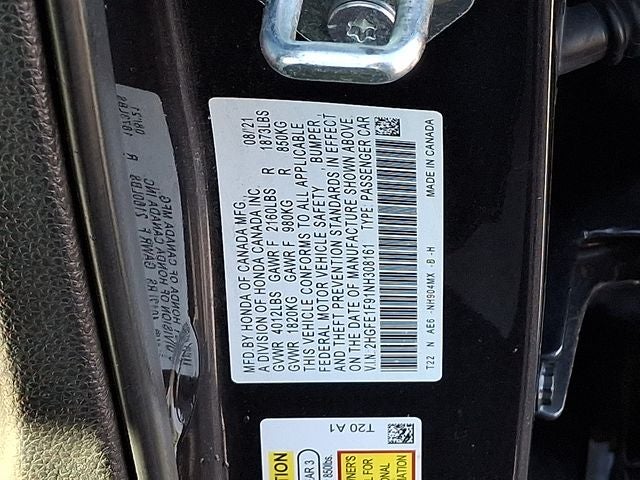 MFD BY HONDA OF CANADA MFG. 08/21
A DIVISION OF HONDA CANADA INC
GVWR 4012LBS GAWR F 2160LBS R 1873LBS
GVWR 1820KG GAWR F 980KG R 850KG
THIS VEHICLE CONFORMS TO ALL APPLICABLE
FEDERAL MOTOR VEHICLE SAFETY , BUMPER,
AND THEFT PREVENTION STANDARDS IN EFFECT
ON THE DATE OF MANUFACTURE SHOWN ABOVE
V.I.N.:2HGFE1F91NH308161 TYPE:PASSENGER CAR
T22 N AE6 -NH904MX -B -H MADE IN CANADA
T20 A1